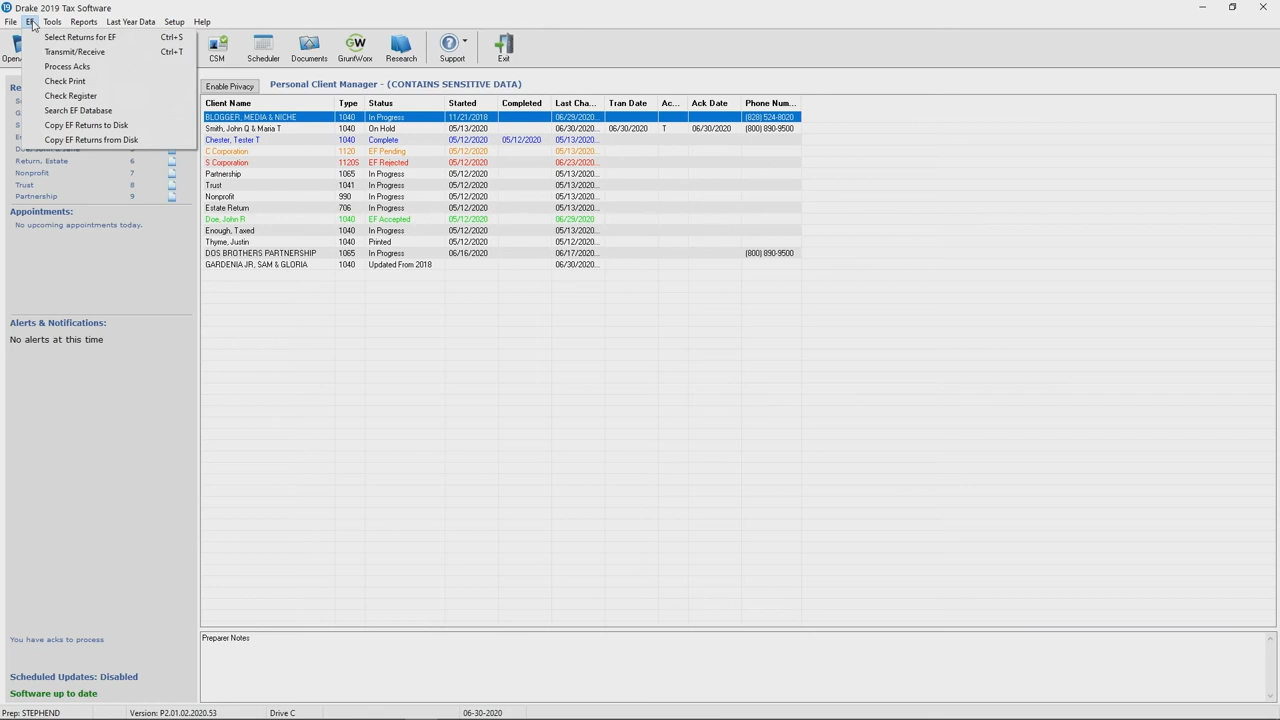 19 Drake 2019 Tax Software
File EF Tools Reports Last Year Data Setup Help
Select Returns for EF Ctrl+S
Transmit/Receive Ctrl+T
Process Acks
Check Print
Check Register
Search EF Database
Copy EF Returns to Disk
Copy EF Returns from Disk
CSM Scheduler Documents GruntWorx Research Support Exit
GW
Return, Estate 6
Nonprofit 7
Trust 8
Partnership 9
Appointments:
No upcoming appointments today.
Alerts & Notifications:
No alerts at this time
You have acks to process
Scheduled Updates: Disabled
Software up to date
Enable Privacy Personal Client Manager - (CONTAINS SENSITIVE DATA)
Client Name Type Status Started Completed Last Cha... Tran Date Ac... Ack Date Phone Num...
BLOGGER, MEDIA & NICHE 1040 In Progress 11/21/2018 06/29/2020... (828) 524-8020
Smith, John Q & Maria T 1040 On Hold 05/13/2020 06/30/2020... 06/30/2020 T 06/30/2020 (800) 890-9500
Chester, Tester T 1040 Complete 05/12/2020 05/12/2020 05/13/2020...
C Corporation 1120 EF Pending 05/12/2020 05/13/2020...
S Corporation 1120S EF Rejected 05/12/2020 06/23/2020...
Partnership 1065 In Progress 05/12/2020 05/13/2020...
Trust 1041 In Progress 05/12/2020 05/13/2020...
Nonprofit 990 In Progress 05/12/2020 05/13/2020...
Estate Return 706 In Progress 05/12/2020 05/13/2020...
Doe, John R 1040 EF Accepted 05/12/2020 06/29/2020...
Enough, Taxed 1040 In Progress 05/12/2020 05/13/2020...
Thyme, Justin 1040 Printed 05/12/2020 05/12/2020...
DOS BROTHERS PARTNERSHIP 1065 In Progress 06/16/2020 06/17/2020... (800) 890-9500
GARDENIA JR, SAM & GLORIA 1040 Updated From 2018 06/30/2020...
Preparer Notes
Prep: STEPHEND Version: P2.01.02.2020.53 Drive C 06-30-2020